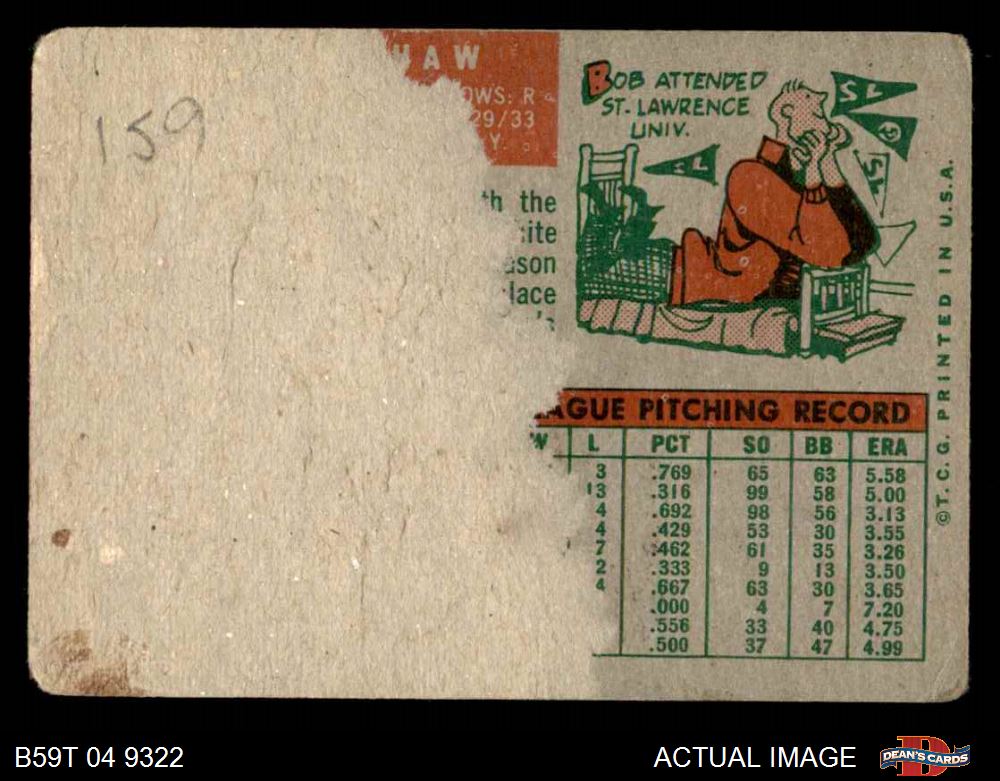 HAW
OWS: R
29/33
Y.
159
BOB ATTENDED
ST. LAWRENCE
UNIV.
SL
SL
SL
th the
site
ason
lace
©T.C.G. PRINTED IN U.S.A.
AGUE PITCHING RECORD
W L PCT SO BB ERA
3 .769 65 63 5.58
13 .316 99 58 5.00
4 .692 98 56 3.13
4 .429 53 30 3.55
7 .462 61 35 3.26
2 .333 9 13 3.50
4 .667 63 30 3.65
.000 4 7 7.20
.556 33 40 4.75
.500 37 47 4.99
B59T 04 9322
ACTUAL IMAGE
DEAN'S CARDS